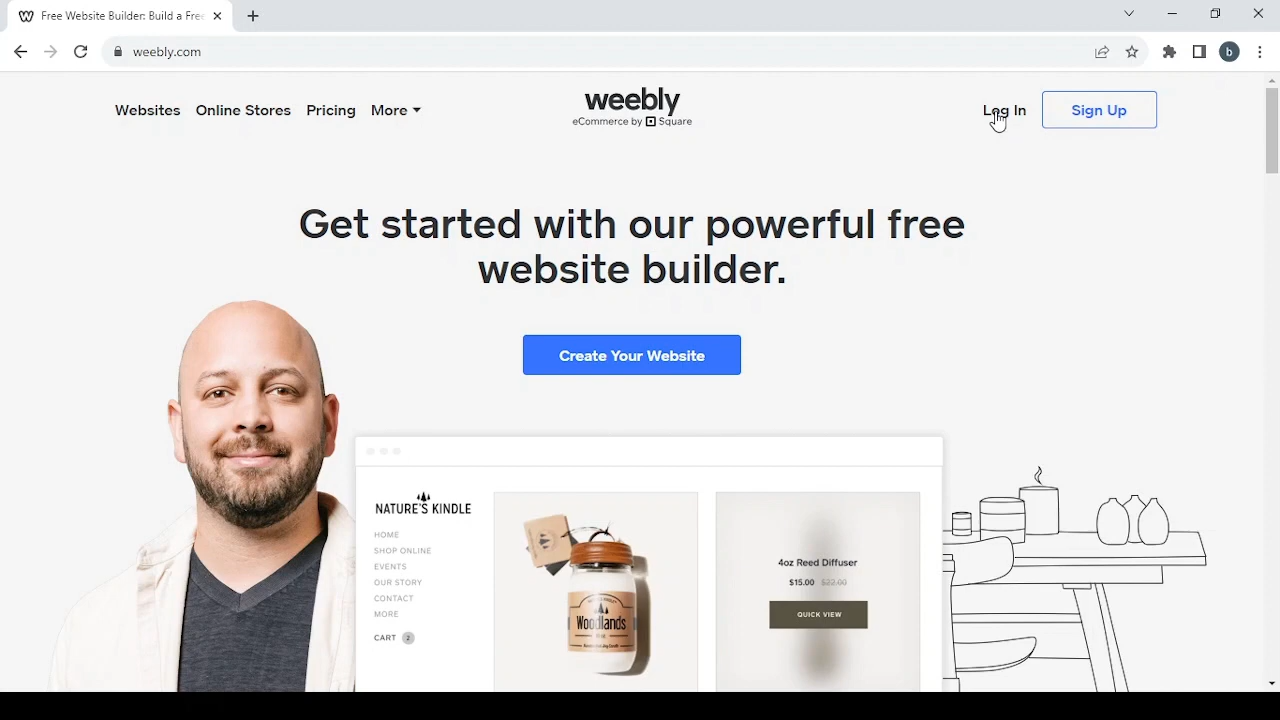 Free Website Builder: Build a Free
weebly.com
b
Websites
Online Stores
Pricing
More
weebly
eCommerce by Square
Log In
Sign Up
Get started with our powerful free
website builder.
Create Your Website
NATURE'S KINDLE
HOME
SHOP ONLINE
EVENTS
OUR STORY
CONTACT
MORE
CART 2
Woodlands
4oz Reed Diffuser
$15.00 $22.00
QUICK VIEW